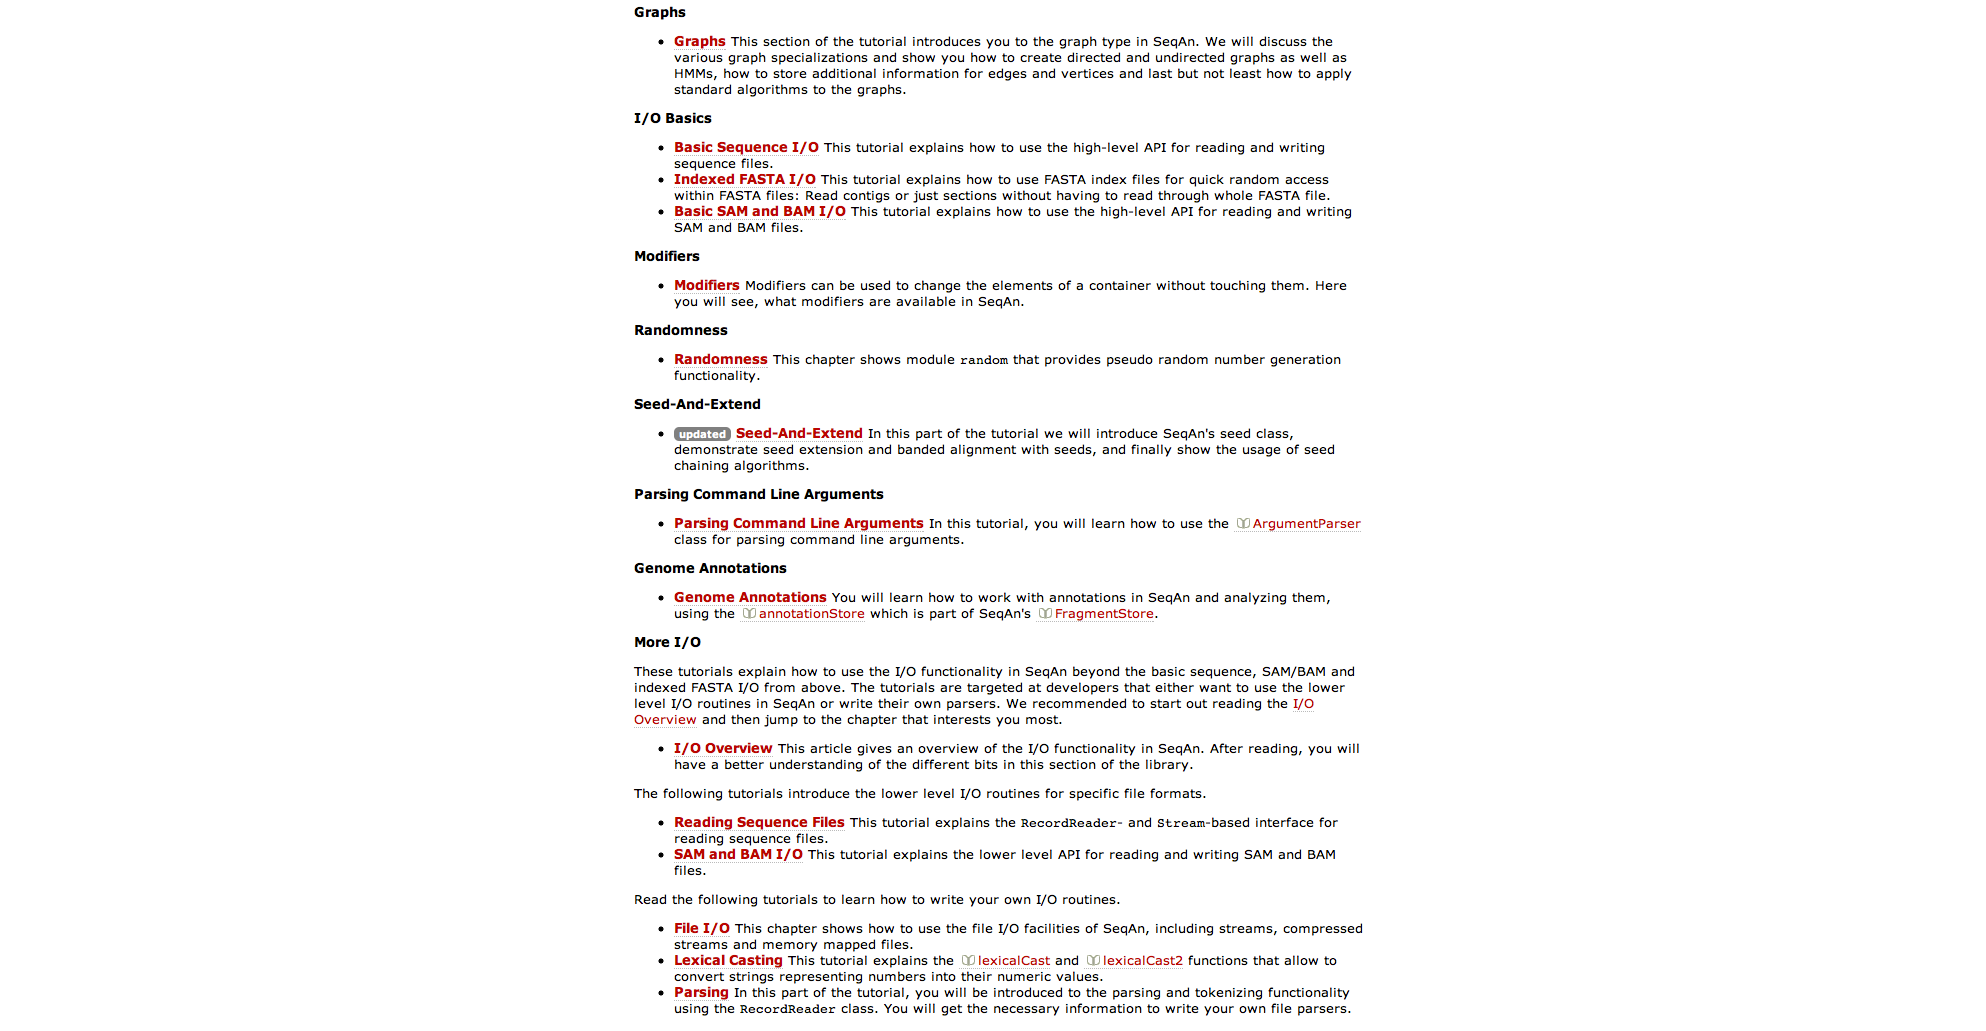 Graphs
Graphs This section of the tutorial introduces you to the graph type in SeqAn. We will discuss the
various graph specializations and show you how to create directed and undirected graphs as well as
HMMs, how to store additional information for edges and vertices and last but not least how to apply
standard algorithms to the graphs.
I/O Basics
Basic Sequence I/O This tutorial explains how to use the high-level API for reading and writing
sequence files.
Indexed FASTA I/O This tutorial explains how to use FASTA index files for quick random access
within FASTA files: Read contigs or just sections without having to read through whole FASTA file.
Basic SAM and BAM I/O This tutorial explains how to use the high-level API for reading and writing
SAM and BAM files.
Modifiers
Modifiers Modifiers can be used to change the elements of a container without touching them. Here
you will see, what modifiers are available in SeqAn.
Randomness
Randomness This chapter shows module random that provides pseudo random number generation
functionality.
Seed-And-Extend
updated Seed-And-Extend In this part of the tutorial we will introduce SeqAn's seed class,
demonstrate seed extension and banded alignment with seeds, and finally show the usage of seed
chaining algorithms.
Parsing Command Line Arguments
Parsing Command Line Arguments In this tutorial, you will learn how to use the ArgumentParser
class for parsing command line arguments.
Genome Annotations
Genome Annotations You will learn how to work with annotations in SeqAn and analyzing them,
using the annotationStore which is part of SeqAn's FragmentStore.
More I/O
These tutorials explain how to use the I/O functionality in SeqAn beyond the basic sequence, SAM/BAM and
indexed FASTA I/O from above. The tutorials are targeted at developers that either want to use the lower
level I/O routines in SeqAn or write their own parsers. We recommended to start out reading the I/O
Overview and then jump to the chapter that interests you most.
I/O Overview This article gives an overview of the I/O functionality in SeqAn. After reading, you will
have a better understanding of the different bits in this section of the library.
The following tutorials introduce the lower level I/O routines for specific file formats.
Reading Sequence Files This tutorial explains the RecordReader- and Stream-based interface for
reading sequence files.
SAM and BAM I/O This tutorial explains the lower level API for reading and writing SAM and BAM
files.
Read the following tutorials to learn how to write your own I/O routines.
File I/O This chapter shows how to use the file I/O facilities of SeqAn, including streams, compressed
streams and memory mapped files.
Lexical Casting This tutorial explains the lexicalCast and lexicalCast2 functions that allow to
convert strings representing numbers into their numeric values.
Parsing In this part of the tutorial, you will be introduced to the parsing and tokenizing functionality
using the RecordReader class. You will get the necessary information to write your own file parsers.